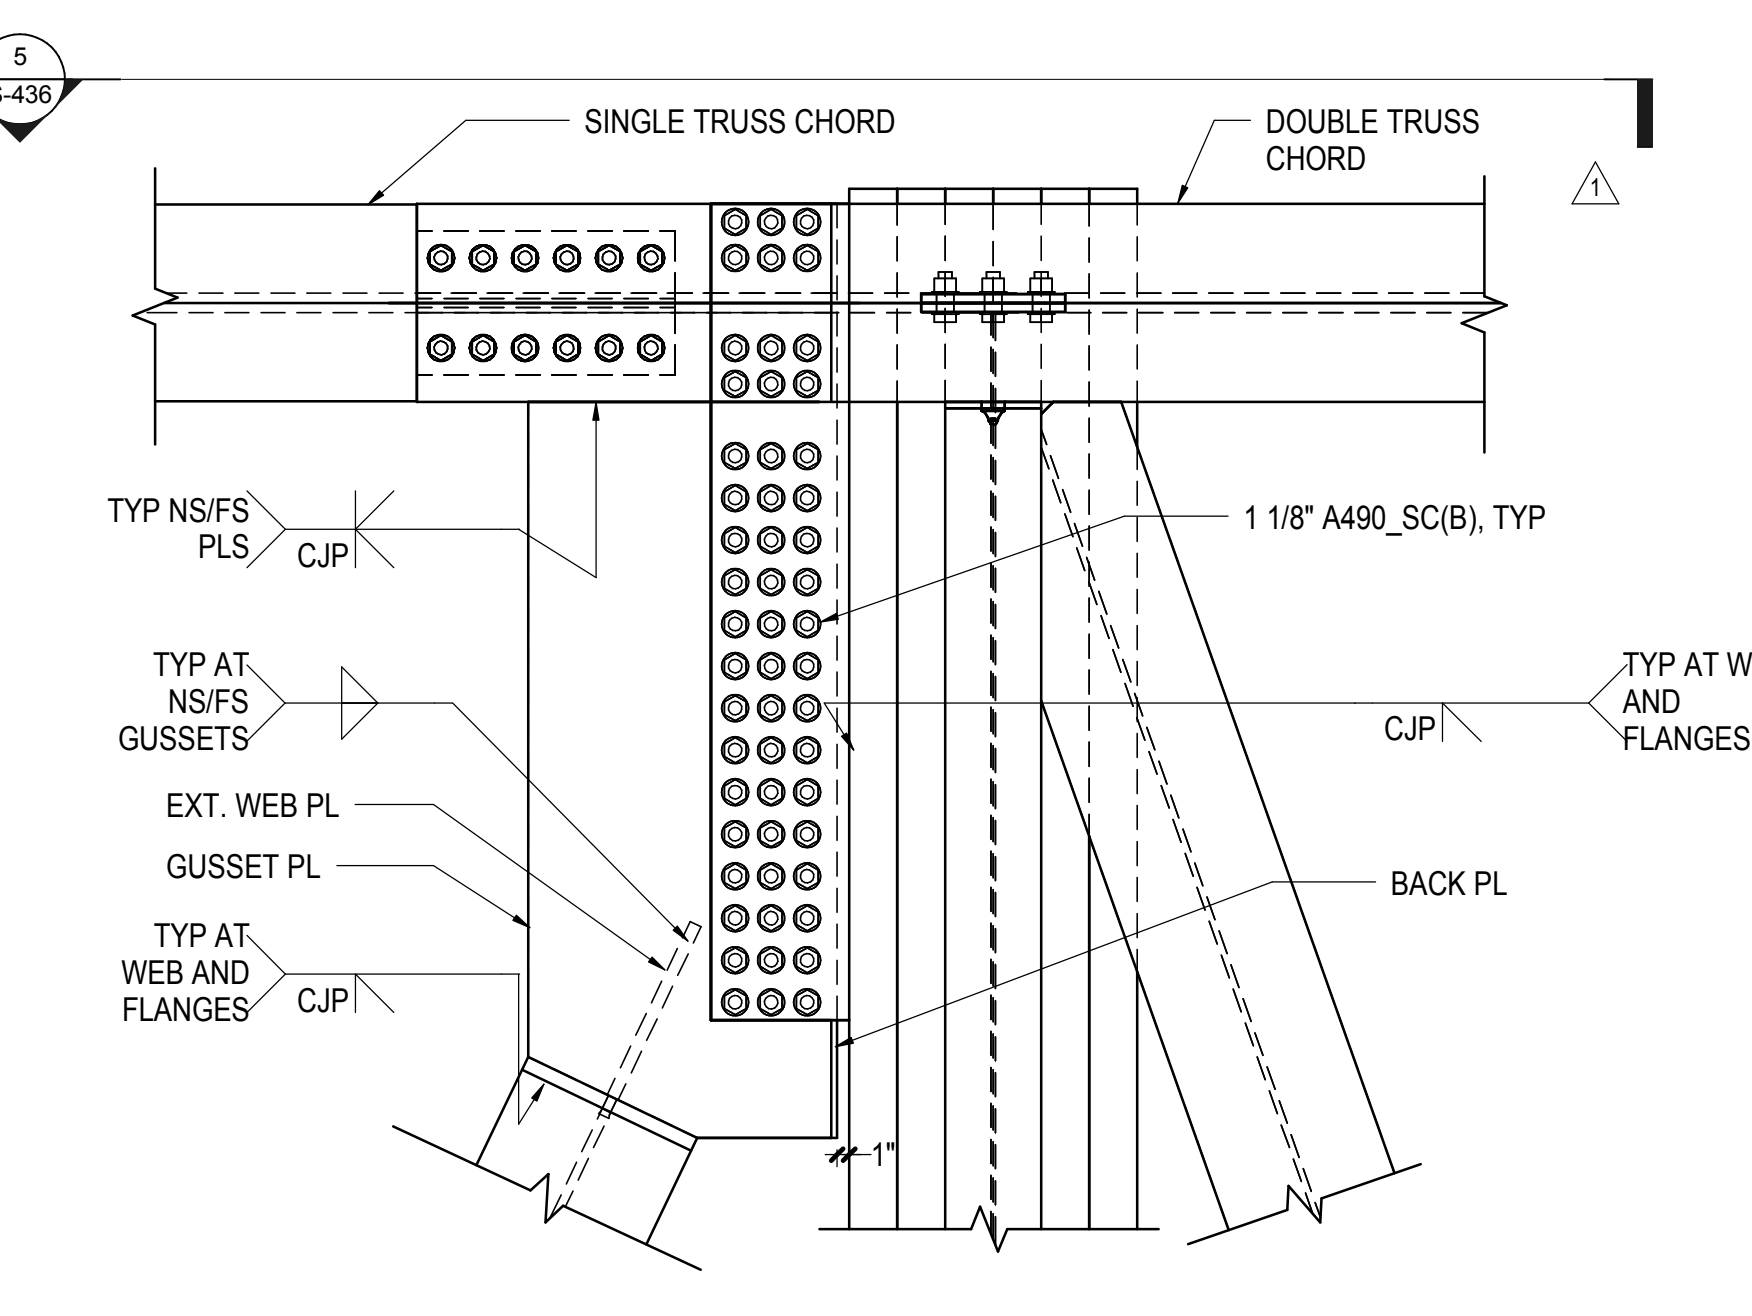 5
S-436
SINGLE TRUSS CHORD
DOUBLE TRUSS
CHORD
1
TYP NS/FS
PLS
CJP
1 1/8" A490_SC(B), TYP
TYP AT
NS/FS
GUSSETS
TYP AT W
AND
FLANGES
CJP
EXT. WEB PL
GUSSET PL
BACK PL
TYP AT
WEB AND
FLANGES
CJP
1"